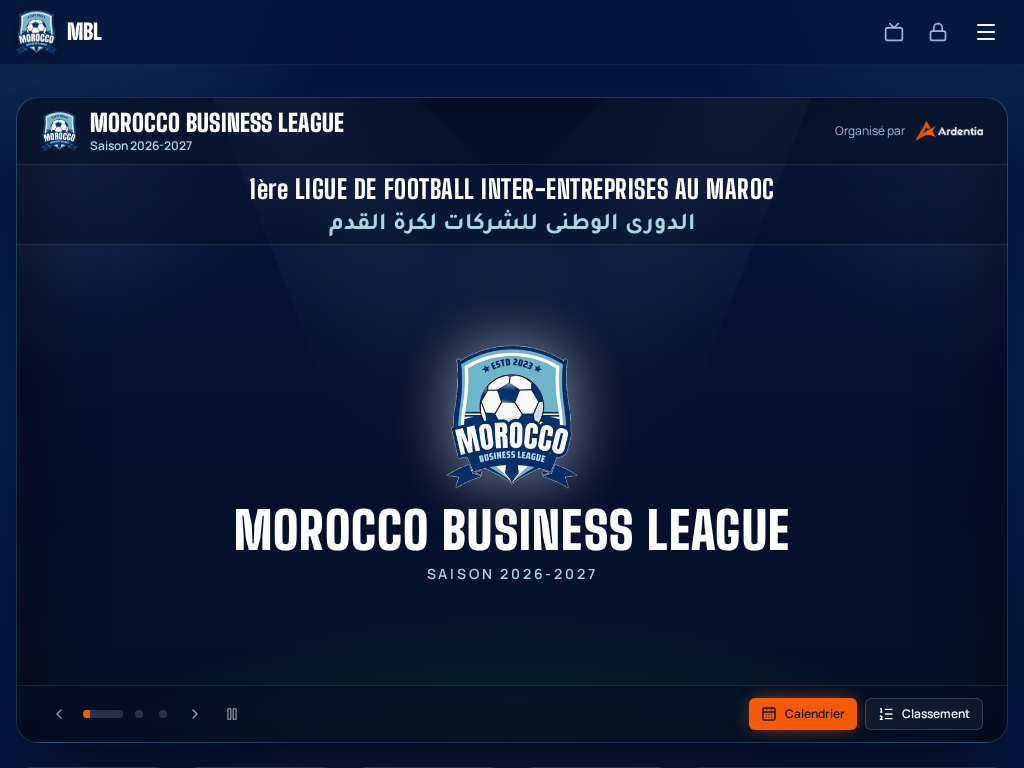 MBL
MOROCCO BUSINESS LEAGUE
Saison 2026-2027
Organisé par Ardentia
1ère LIGUE DE FOOTBALL INTER-ENTREPRISES AU MAROC
الدوري الوطني للشركات لكرة القدم
ESTD 2023
MOROCCO
BUSINESS LEAGUE
MOROCCO BUSINESS LEAGUE
SAISON 2026-2027
Calendrier
Classement